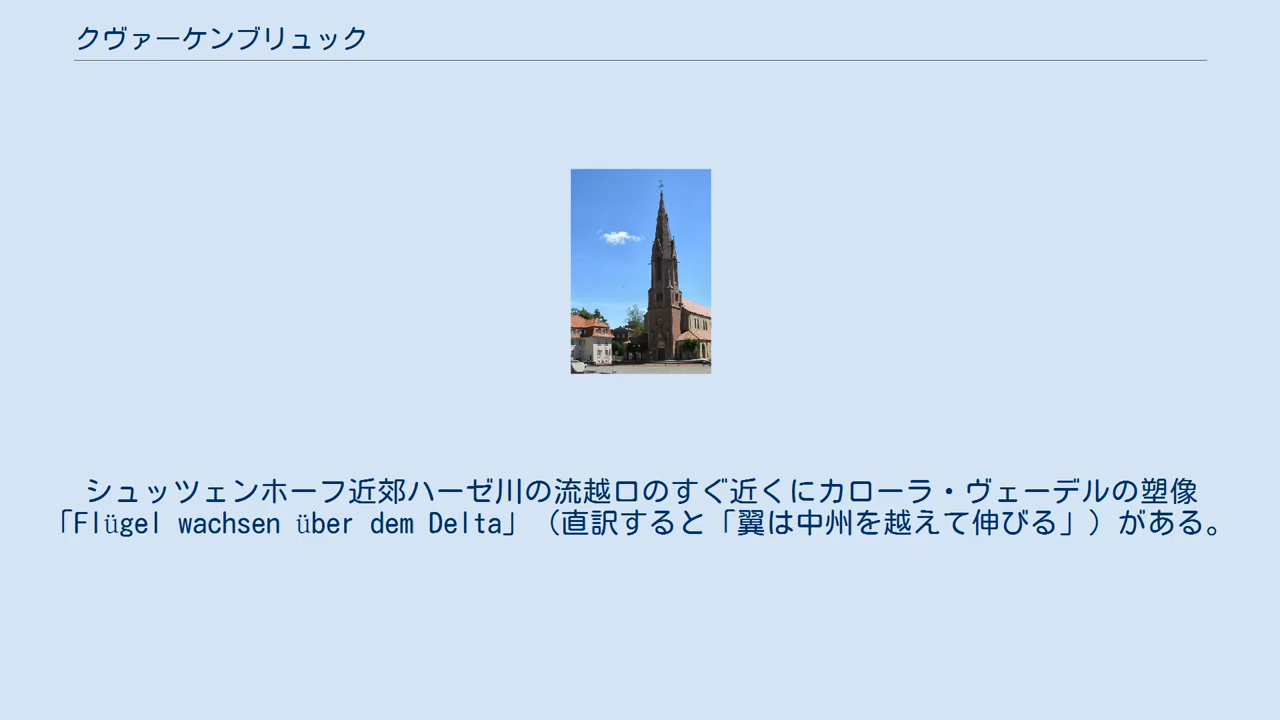 クヴァーケンブリュック
シュッツェンホーフ近郊ハーゼ川の流越口のすぐ近くにカローラ・ヴェーデルの塑像
「Flügel wachsen über dem Delta」（直訳すると「翼は中州を越えて伸びる」）がある。